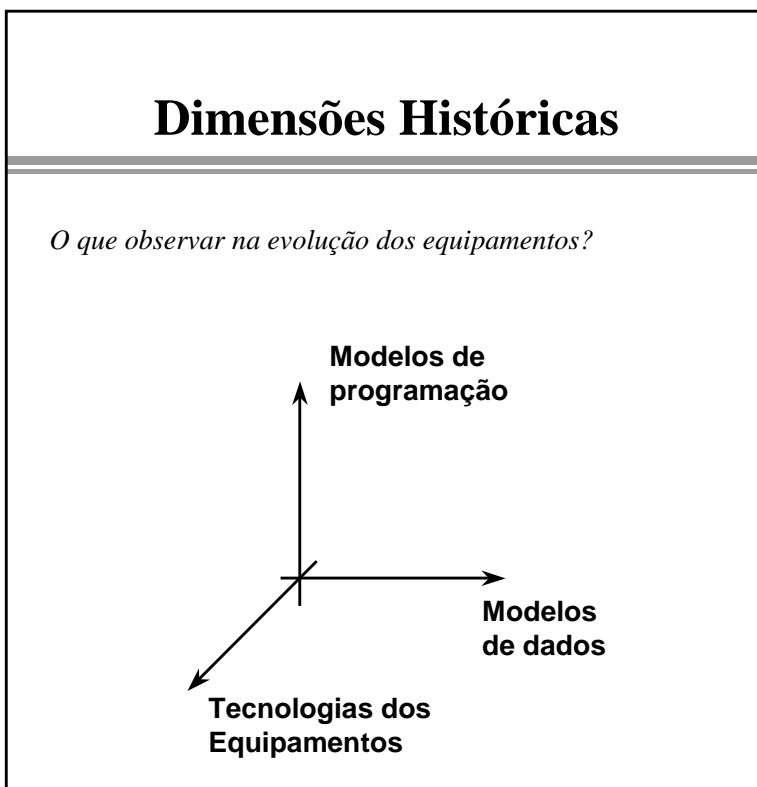 Dimensões Históricas
O que observar na evolução dos equipamentos?
Modelos de
programação
Modelos
de dados
Tecnologias dos
Equipamentos